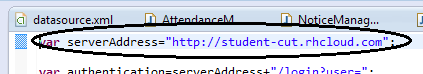 datasource.xml AttendanceM... NoticeManag...
var serverAddress="http://student-cut.rhcloud.com";
var authentication=serverAddress+"/login?user=";